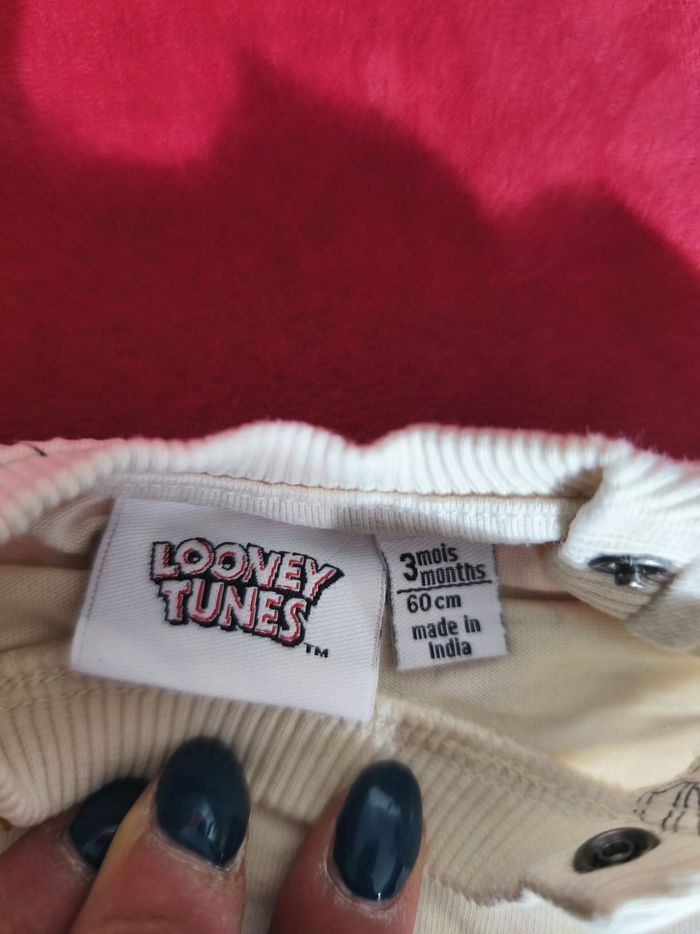 LOONEY
TUNES
TM
3 mois
months
60 cm
made in
India